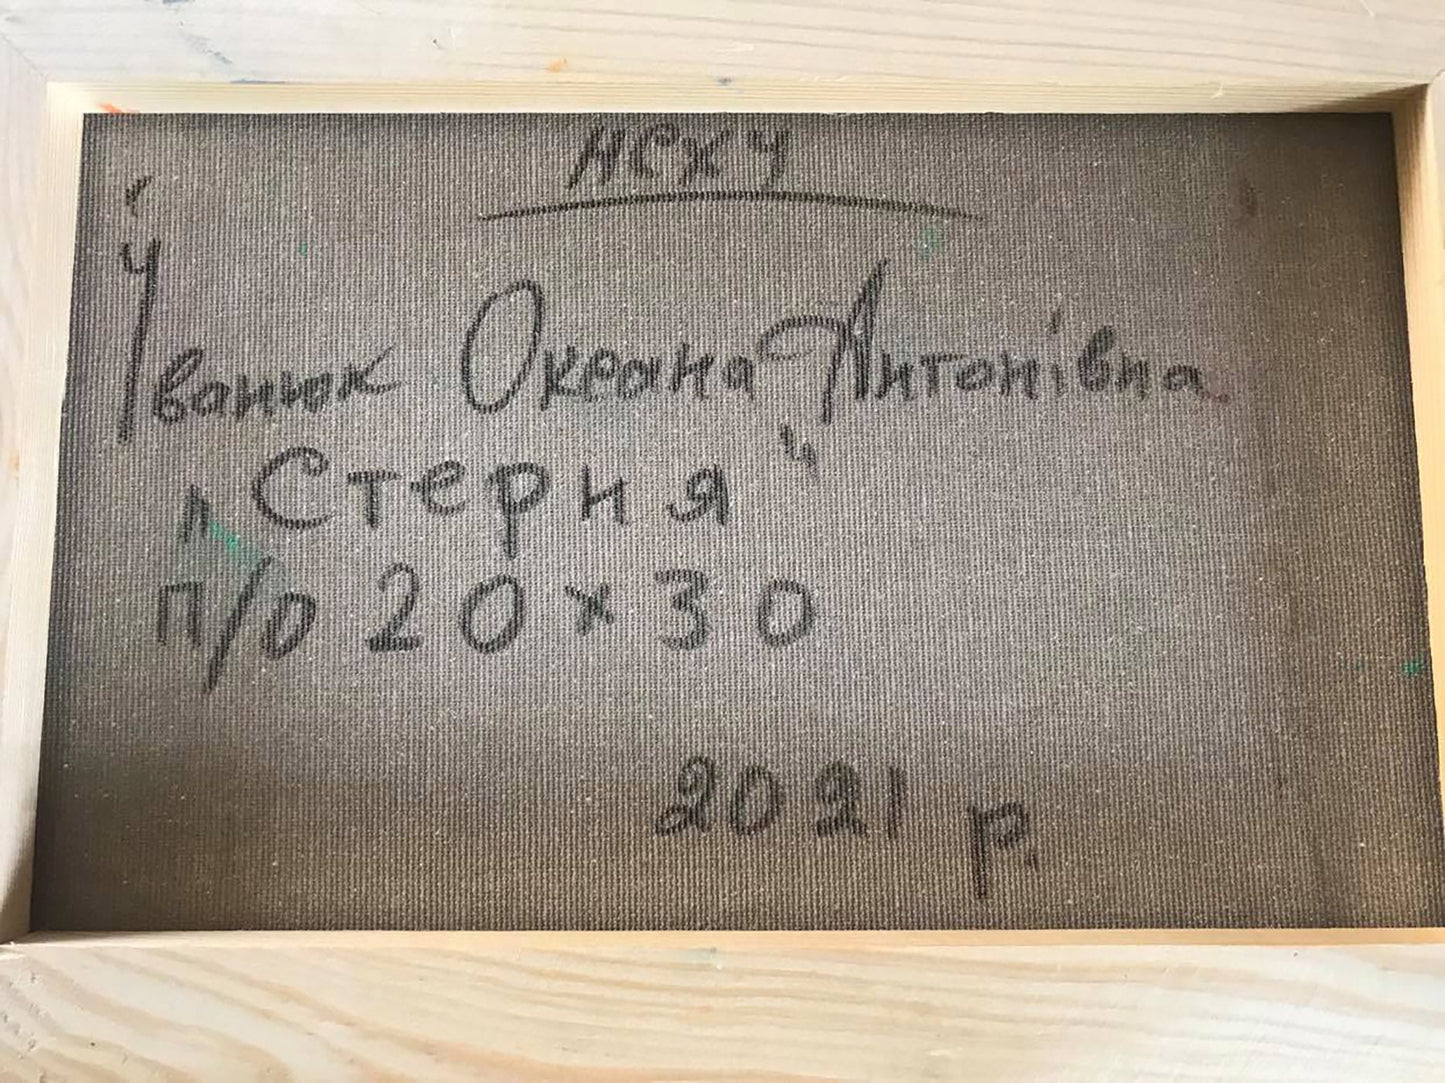 НСХУ
Іванюк Оксана Антонівна
„Стерня"
п/о 20×30
2021 р.